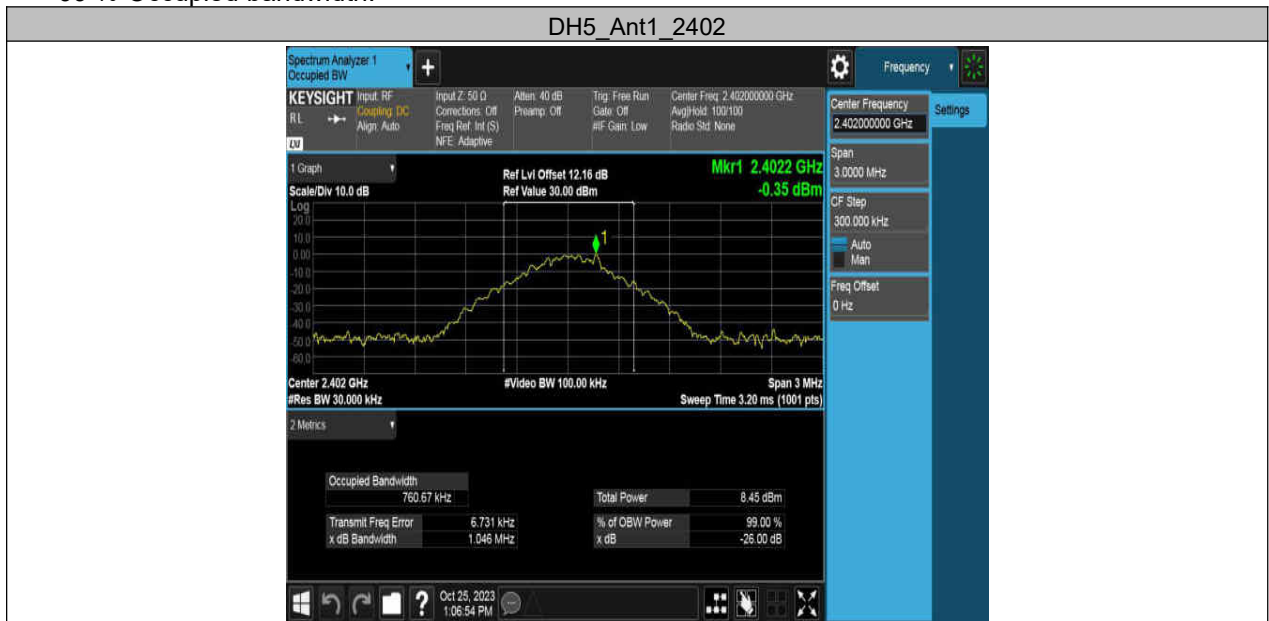 99 % Occupied bandwidth:
DH5_Ant1_2402
Spectrum Analyzer 1
Occupied BW
Frequency
KEYSIGHT
RL
LXI
Input: RF
Coupling: DC
Align: Auto
Input Z: 50 Ω
Corrections: Off
Freq Ref: Int (S)
NFE: Adaptive
Atten: 40 dB
Preamp: Off
Trig: Free Run
Gate: Off
#IF Gain: Low
Center Freq: 2.402000000 GHz
Avg|Hold: 100/100
Radio Std: None
Center Frequency
2.402000000 GHz
Settings
Span
3.0000 MHz
CF Step
300.000 kHz
Auto
Man
Freq Offset
0 Hz
1 Graph
Scale/Div 10.0 dB
Ref Lvl Offset 12.16 dB
Ref Value 30.00 dBm
Mkr1 2.4022 GHz
-0.35 dBm
Log
20.0
10.0
0.00
-10.0
-20.0
-30.0
-40.0
-50.0
-60.0
1
Center 2.402 GHz
#Video BW 100.00 kHz
Span 3 MHz
#Res BW 30.000 kHz
Sweep Time 3.20 ms (1001 pts)
2 Metrics
Occupied Bandwidth
760.67 kHz
Total Power 8.45 dBm
Transmit Freq Error 6.731 kHz
% of OBW Power 99.00 %
x dB Bandwidth 1.046 MHz
x dB -26.00 dB
?
Oct 25, 2023
1:06:54 PM